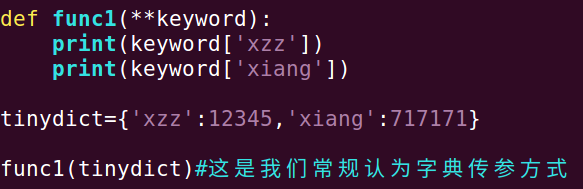 def func1(**keyword):
    print(keyword['xzz'])
    print(keyword['xiang'])
tinydict={'xzz':12345,'xiang':717171}
func1(tinydict)#这是我们常规认为字典传参方式